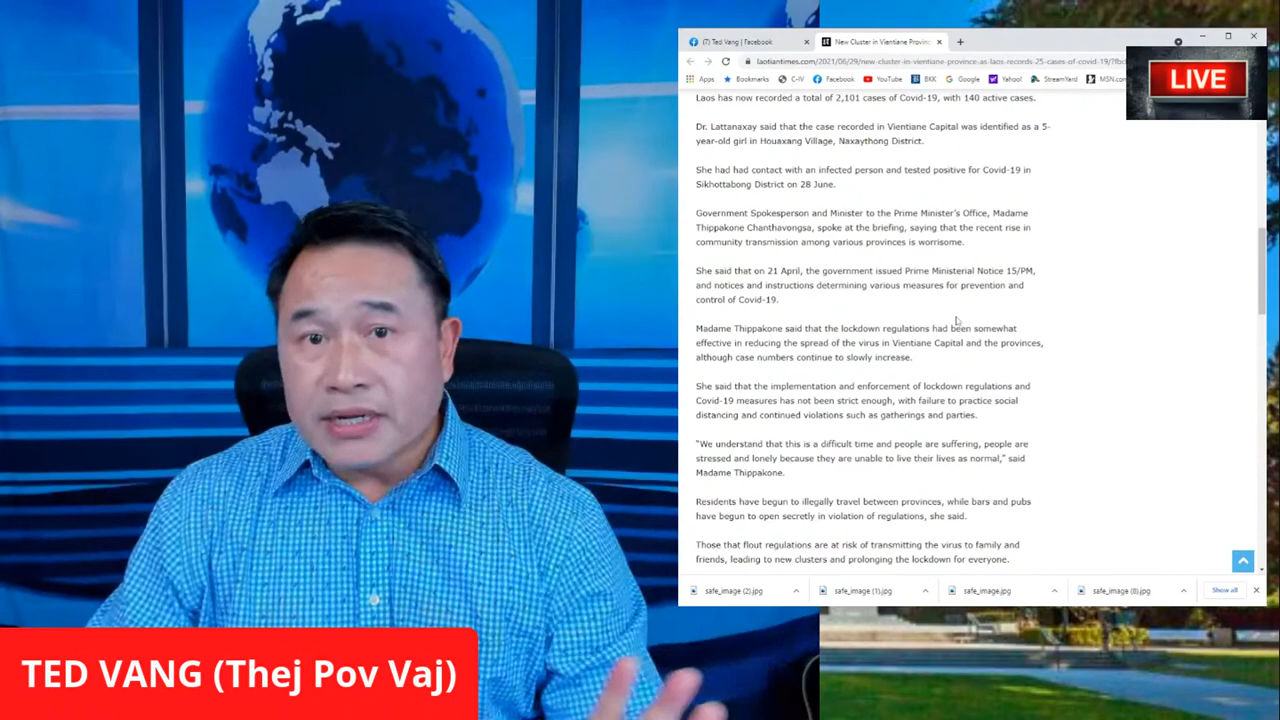 (7) Ted Vang | Facebook
New Cluster in Vientiane Provin
laotiantimes.com/2021/06/29/new-cluster-in-vientiane-province-as-laos-records-25-cases-of-covid-19/?fb
Apps Bookmarks C-IV Facebook YouTube BKK Google Yahoo! StreamYard MSN.com
LIVE
Laos has now recorded a total of 2,101 cases of Covid-19, with 140 active cases.
Dr. Lattanaxay said that the case recorded in Vientiane Capital was identified as a 5-
year-old girl in Houaxang Village, Naxaythong District.
She had had contact with an infected person and tested positive for Covid-19 in
Sikhottabong District on 28 June.
Government Spokesperson and Minister to the Prime Minister's Office, Madame
Thippakone Chanthavongsa, spoke at the briefing, saying that the recent rise in
community transmission among various provinces is worrisome.
She said that on 21 April, the government issued Prime Ministerial Notice 15/PM,
and notices and instructions determining various measures for prevention and
control of Covid-19.
Madame Thippakone said that the lockdown regulations had been somewhat
effective in reducing the spread of the virus in Vientiane Capital and the provinces,
although case numbers continue to slowly increase.
She said that the implementation and enforcement of lockdown regulations and
Covid-19 measures has not been strict enough, with failure to practice social
distancing and continued violations such as gatherings and parties.
"We understand that this is a difficult time and people are suffering, people are
stressed and lonely because they are unable to live their lives as normal," said
Madame Thippakone.
Residents have begun to illegally travel between provinces, while bars and pubs
have begun to open secretly in violation of regulations, she said.
Those that flout regulations are at risk of transmitting the virus to family and
friends, leading to new clusters and prolonging the lockdown for everyone.
safe_image (2).jpg safe_image (1).jpg safe_image.jpg safe_image (8).jpg Show all
TED VANG (Thej Pov Vaj)